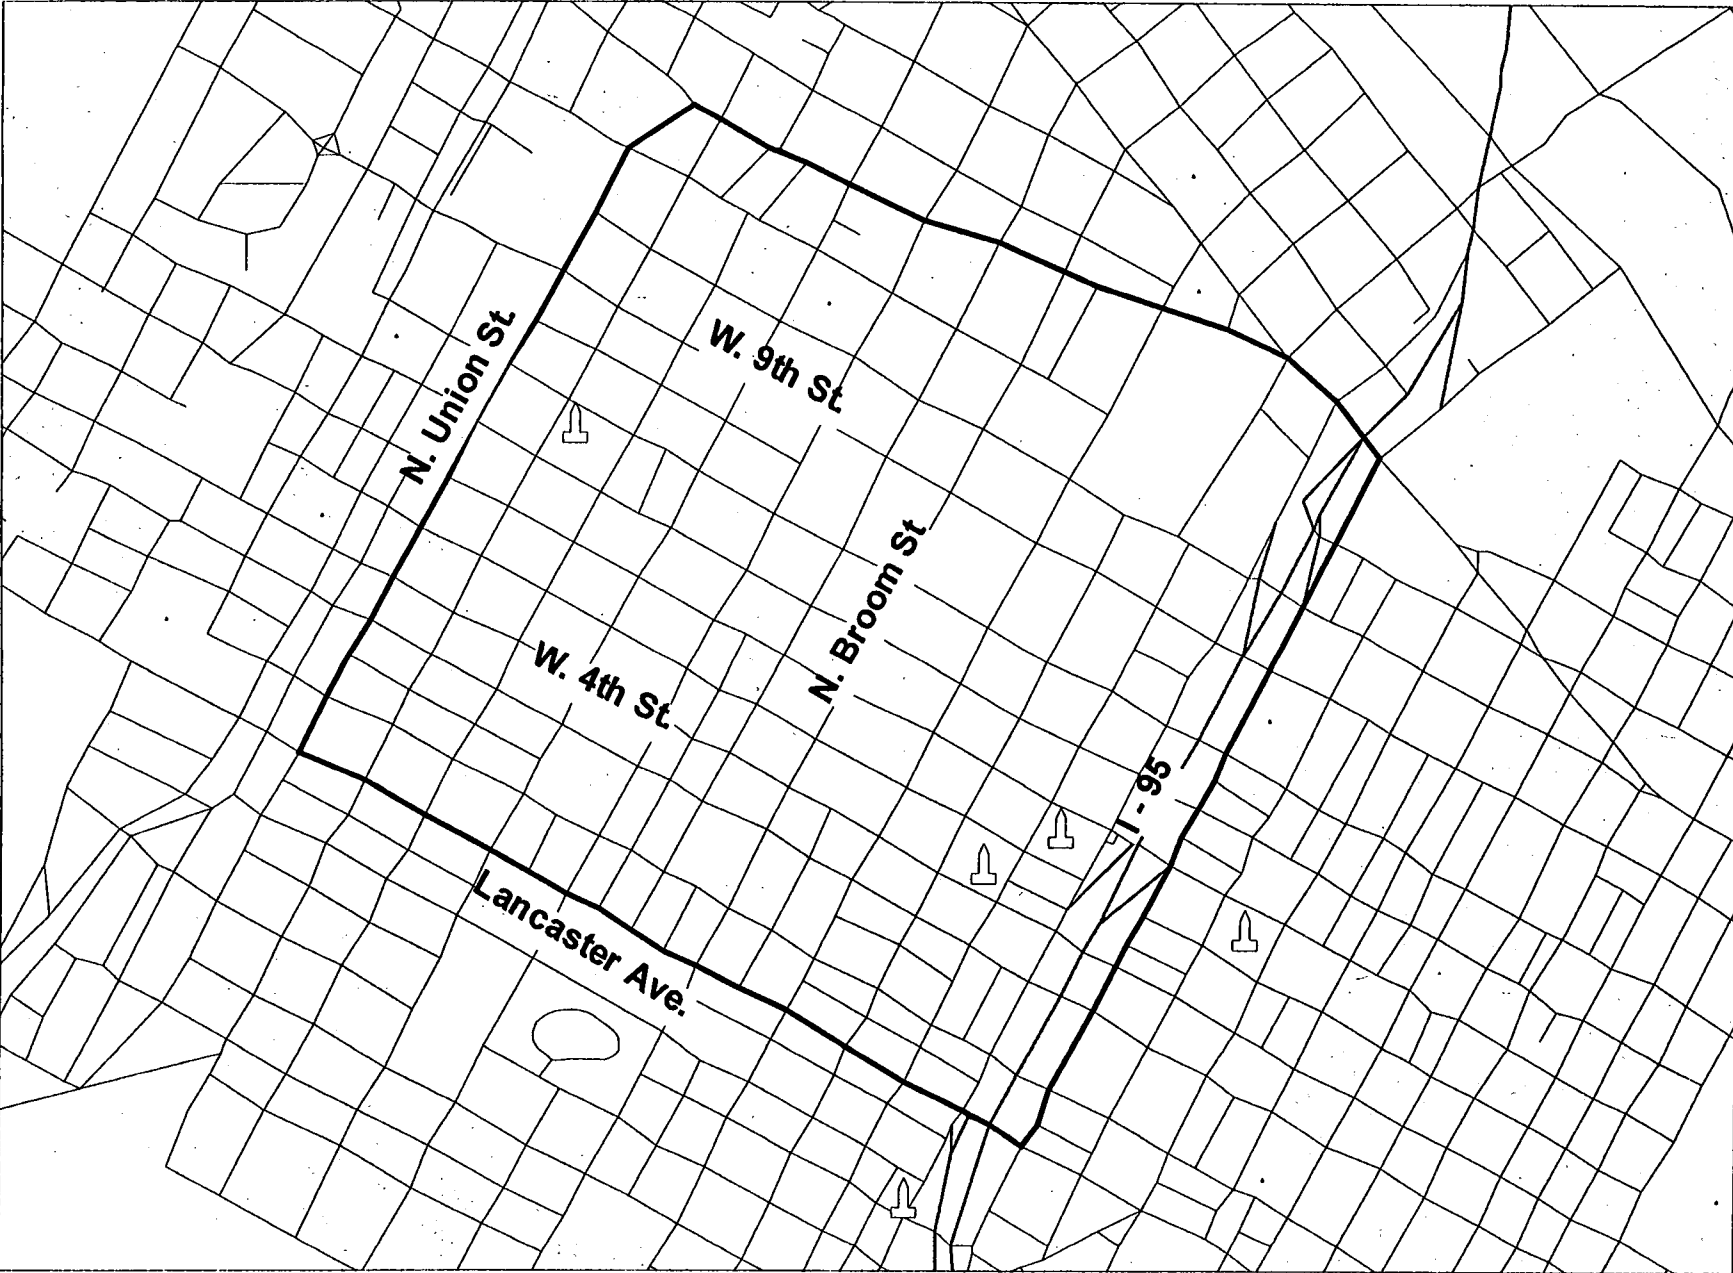 N. Union St.
W. 9th St.
N. Broom St
W. 4th St.
I - 95
Lancaster Ave.